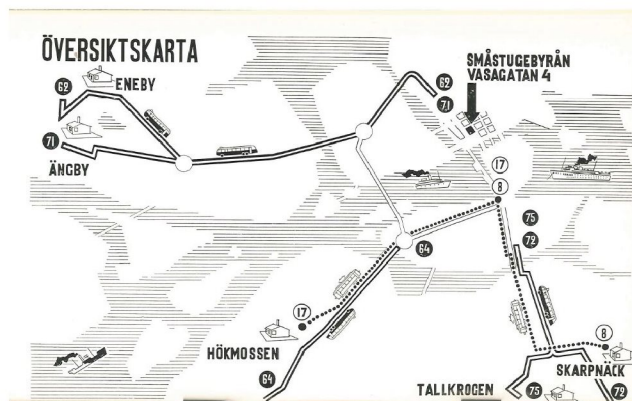 ÖVERSIKTSKARTA
SMÅSTUGEBYRÅN
VASAGATAN 4
62
ENEBY
62
71
71
ÄNGBY
17
8
75
72
64
17
HÖKMOSSEN
8
SKARPNÄCK
64
TALLKROGEN
75
72